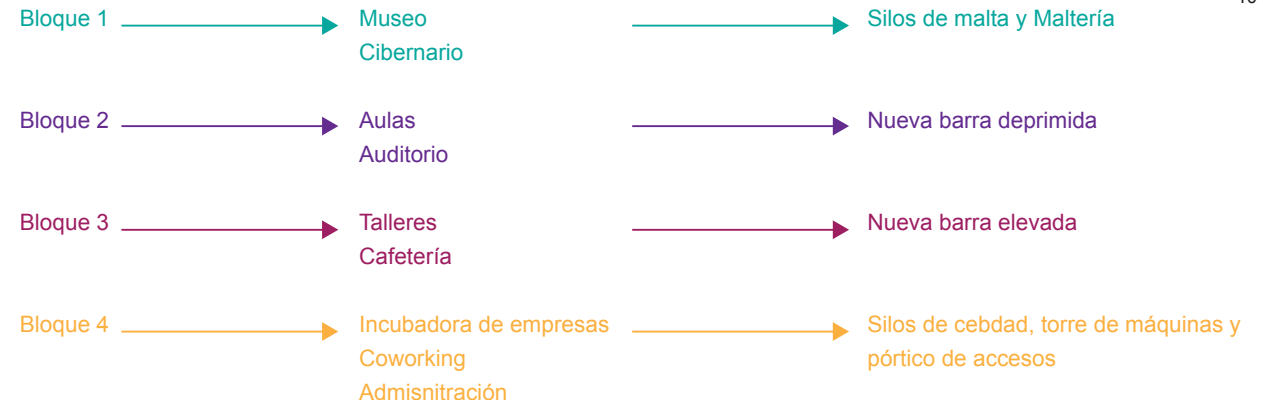 Bloque 1 Museo Silos de malta y Maltería
Cibernario
Bloque 2 Aulas Nueva barra deprimida
Auditorio
Bloque 3 Talleres Nueva barra elevada
Cafetería
Bloque 4 Incubadora de empresas Silos de cebdad, torre de máquinas y
Coworking pórtico de accesos
Admisnitración